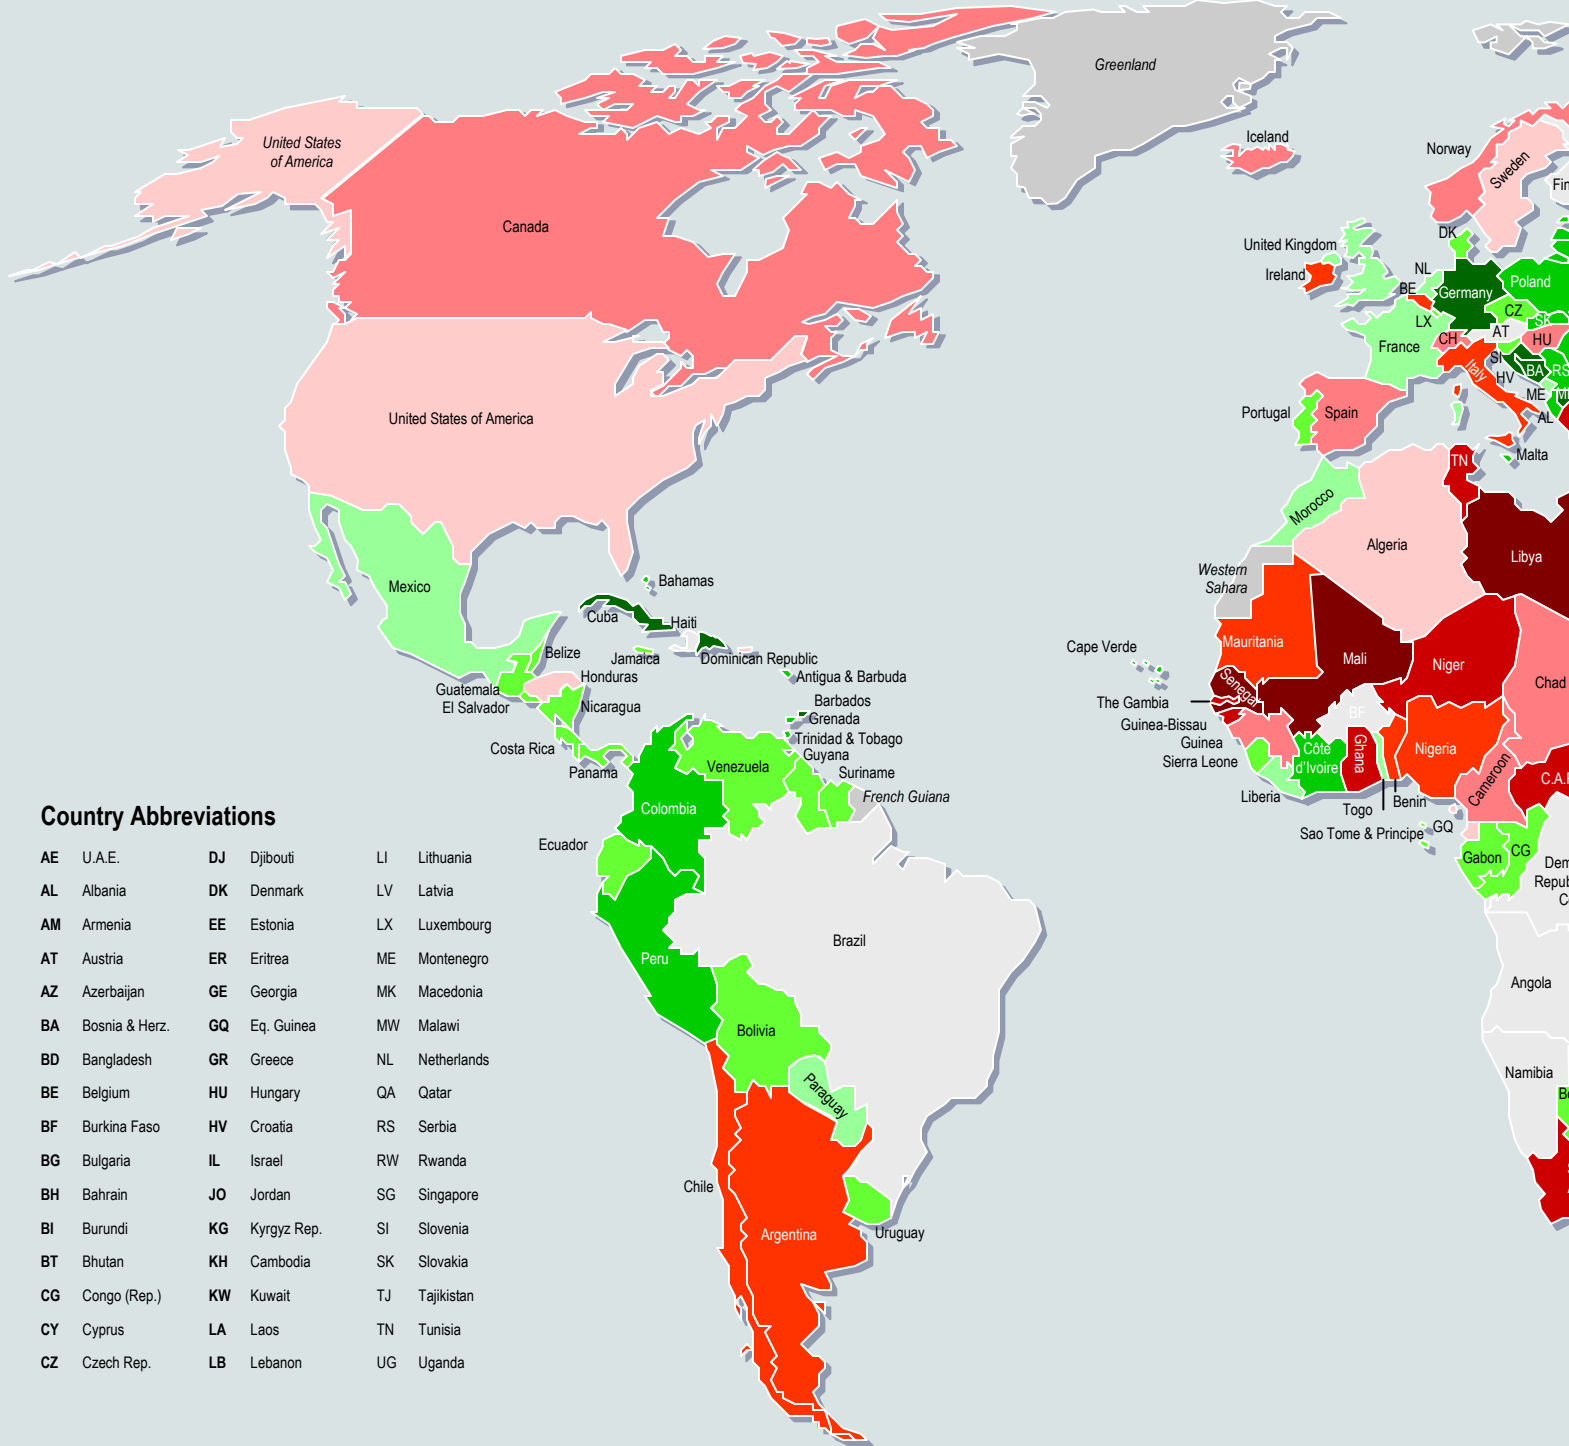 Greenland
United States
of America
Canada
Iceland
Norway
Sweden
Fin
United Kingdom
Ireland
DK
NL
BE
Germany
Poland
LX
CZ
SK
AT
France
CH
HU
SI
HV
BA
RS
Italy
ME
AL
Portugal
Spain
Malta
TN
United States of America
Morocco
Algeria
Libya
Western
Sahara
Mexico
Bahamas
Cuba
Haiti
Jamaica
Dominican Republic
Belize
Honduras
Antigua & Barbuda
Guatemala
El Salvador
Nicaragua
Barbados
Grenada
Trinidad & Tobago
Costa Rica
Panama
Guyana
Suriname
French Guiana
Venezuela
Colombia
Ecuador
Cape Verde
Mauritania
Mali
Niger
Chad
Senegal
The Gambia
Guinea-Bissau
Guinea
Sierra Leone
Liberia
Côte
d'Ivoire
BF
Ghana
Togo
Benin
Nigeria
Cameroon
C.A.
Sao Tome & Principe
GQ
Gabon
CG
Dem
Repub
C
Angola
Namibia
Brazil
Peru
Bolivia
Paraguay
Chile
Argentina
Uruguay
Country Abbreviations
AE U.A.E. DJ Djibouti LI Lithuania
AL Albania DK Denmark LV Latvia
AM Armenia EE Estonia LX Luxembourg
AT Austria ER Eritrea ME Montenegro
AZ Azerbaijan GE Georgia MK Macedonia
BA Bosnia & Herz. GQ Eq. Guinea MW Malawi
BD Bangladesh GR Greece NL Netherlands
BE Belgium HU Hungary QA Qatar
BF Burkina Faso HV Croatia RS Serbia
BG Bulgaria IL Israel RW Rwanda
BH Bahrain JO Jordan SG Singapore
BI Burundi KG Kyrgyz Rep. SI Slovenia
BT Bhutan KH Cambodia SK Slovakia
CG Congo (Rep.) KW Kuwait TJ Tajikistan
CY Cyprus LA Laos TN Tunisia
CZ Czech Rep. LB Lebanon UG Uganda